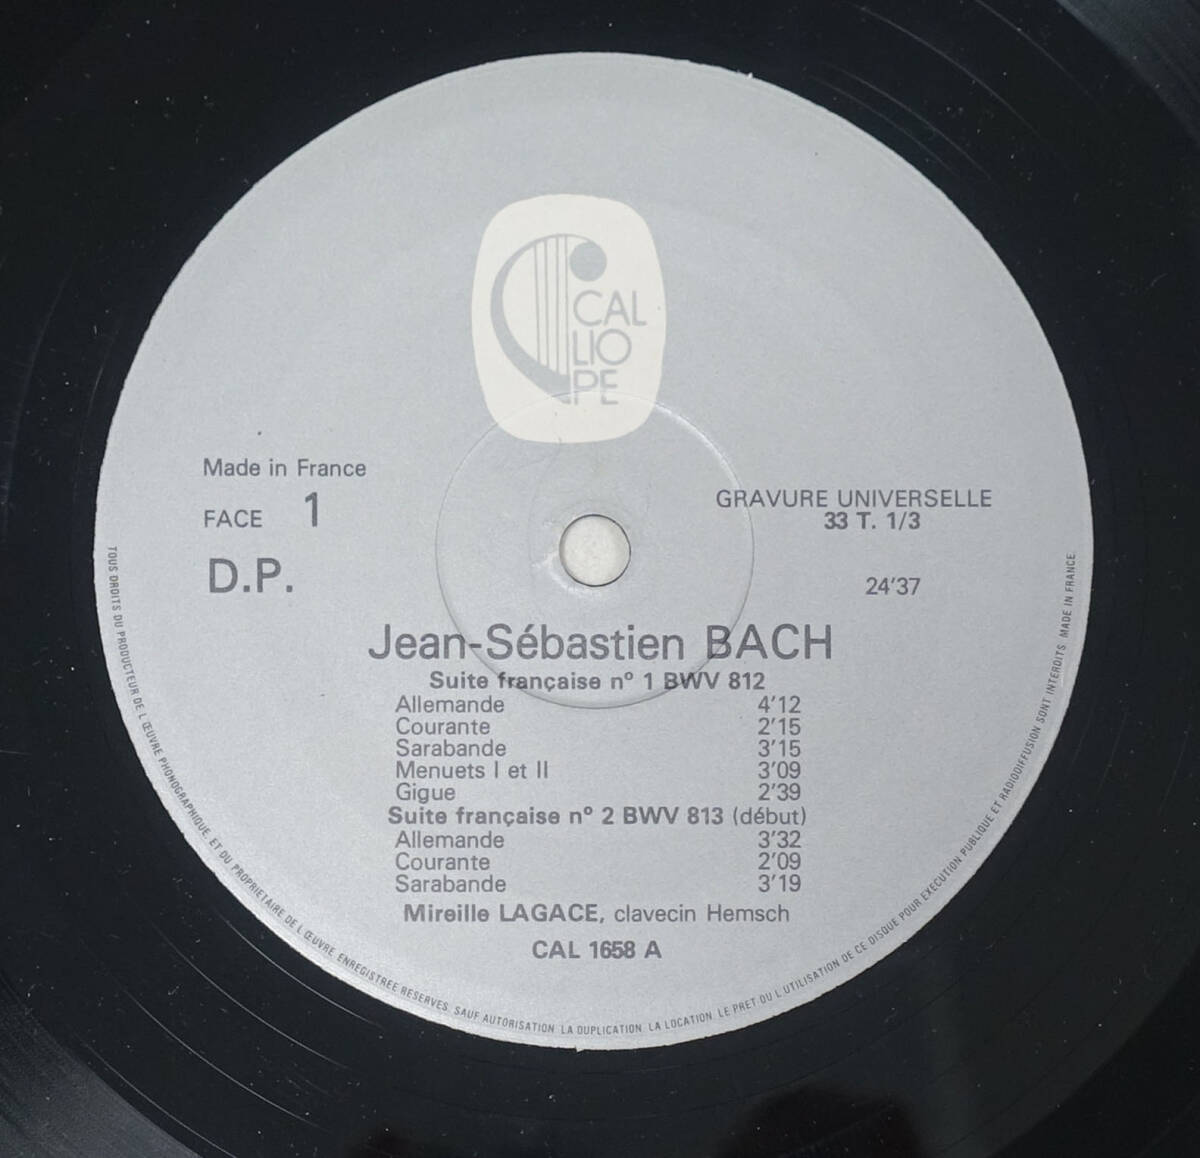 CAL
LIO
PE
Made in France
FACE 1
D.P.
GRAVURE UNIVERSELLE
33 T. 1/3
24'37
Jean-Sébastien BACH
Suite française nº 1 BWV 812
Allemande 4'12
Courante 2'15
Sarabande 3'15
Menuets I et II 3'09
Gigue 2'39
Suite française nº 2 BWV 813 (début)
Allemande 3'32
Courante 2'09
Sarabande 3'19
Mireille LAGACE, clavecin Hemsch
CAL 1658 A
TOUS DROITS DU PRODUCTEUR DE L'ŒUVRE PHONOGRAPHIQUE ET DU PROPRIETAIRE DE L'ŒUVRE ENREGISTREE RESERVES. SAUF AUTORISATION LA DUPLICATION LA LOCATION LE PRET OU L'UTILISATION DE CE DISQUE POUR EXECUTION PUBLIQUE ET RADIODIFFUSION SONT INTERDITS. MADE IN FRANCE